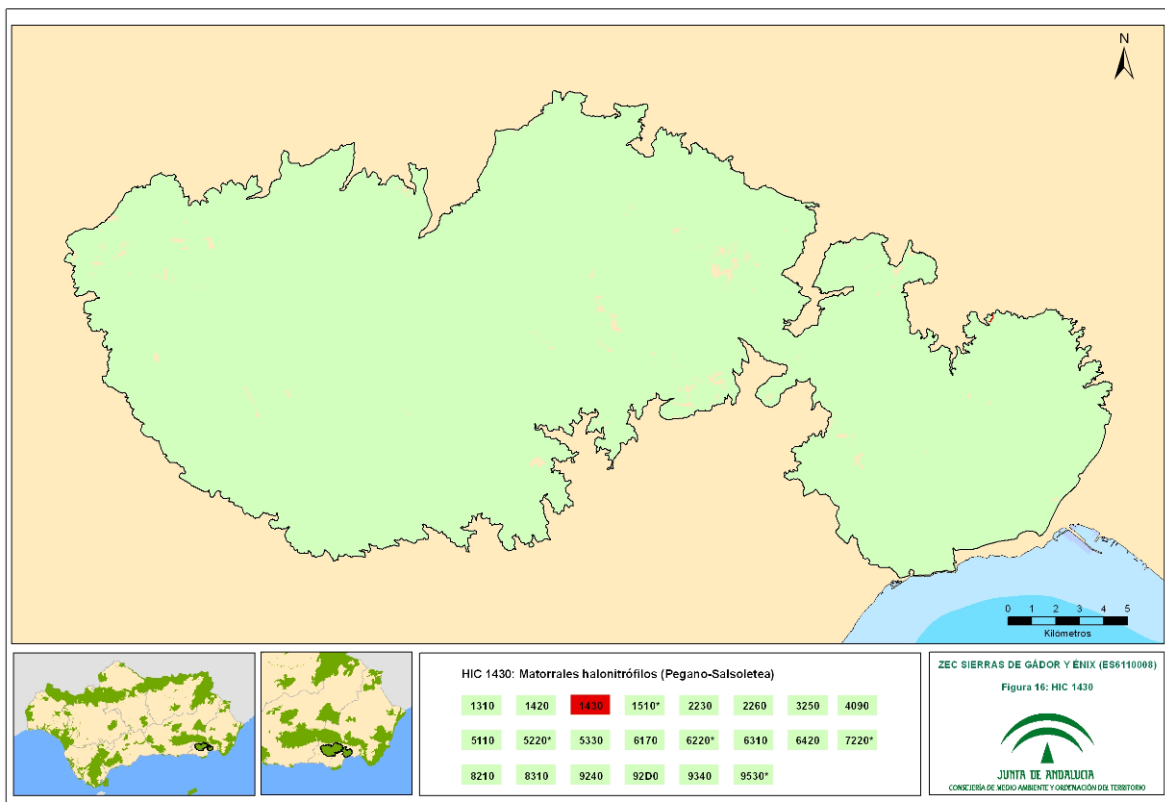 N
0 1 2 3 4 5
Kilómetros
HIC 1430: Matorrales halonitrófilos (Pegano-Salsoletea)
1310 1420 1430 1510* 2230 2260 3250 4090
5110 5220* 5330 6170 6220* 6310 6420 7220*
8210 8310 9240 92D0 9340 9530*
ZEC SIERRAS DE GÁDOR Y ÉNIX (ES6110008)
Figura 16: HIC 1430
JUNTA DE ANDALUCIA
CONSEJERÍA DE MEDIO AMBIENTE Y ORDENACIÓN DEL TERRITORIO